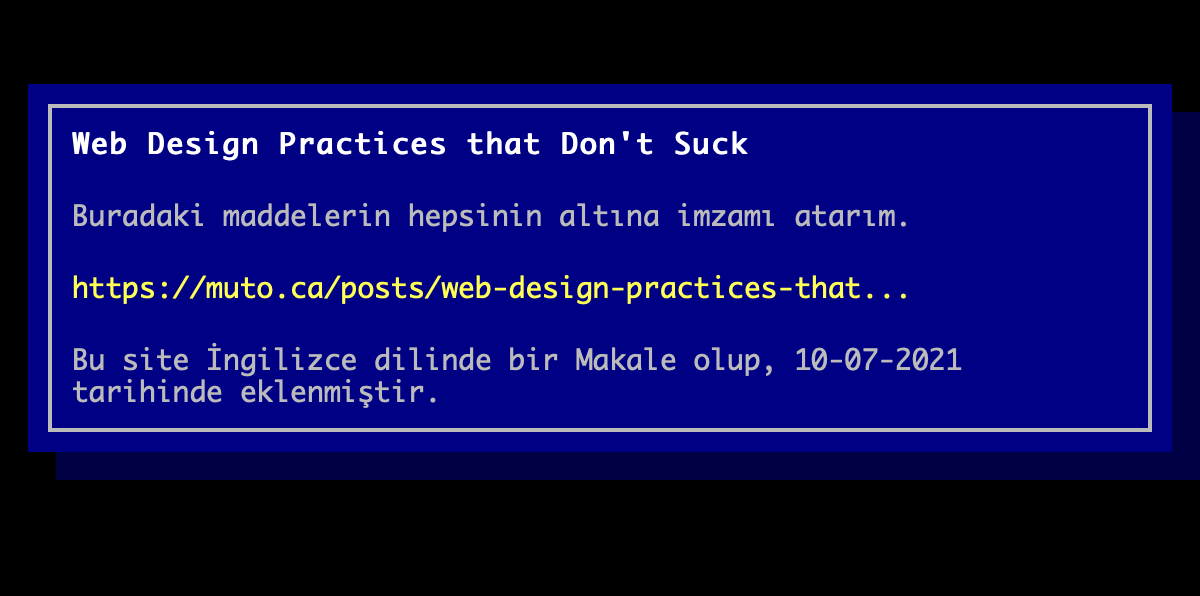 Web Design Practices that Don't Suck
Buradaki maddelerin hepsinin altına imzamı atarım.
https://muto.ca/posts/web-design-practices-that...
Bu site İngilizce dilinde bir Makale olup, 10-07-2021
tarihinde eklenmiştir.